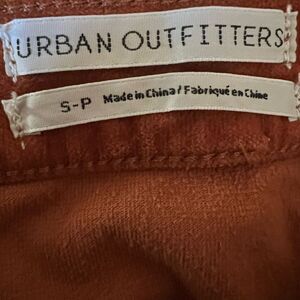 URBAN OUTFITTERS
S-P Made in China / Fabriqué en Chine